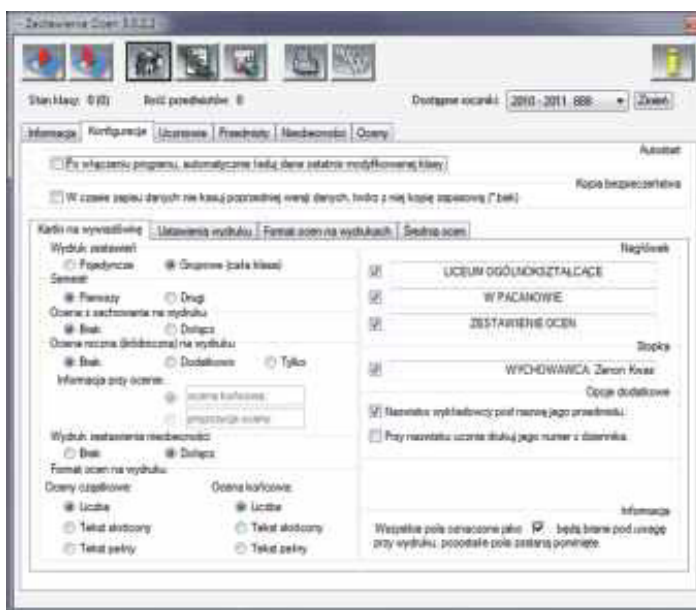 Zestawienie Ocen 3.0.2.2
Stan klasy: 0 (0) Ilość przedmiotów: 0 Dostępne roczniki: 2010 - 2011, BBB Zmień
Informacje Konfiguracja Uczniowie Przedmioty Nieobecności Oceny
Autostart
Po włączeniu programu, automatycznie ładuj dane ostatnio modyfikowanej klasy.
Kopia bezpieczeństwa
W czasie zapisu danych nie kasuj poprzedniej wersji danych, twórz z niej kopię zapasową (*.bak)
Kartki na wywiadówkę Ustawienia wydruku Format ocen na wydrukach Średnia ocen
Wydruk zestawień Nagłówek
Pojedyncze Grupowe (cała klasa) LICEUM OGÓLNOKSZTAŁCĄCE
Semestr
Pierwszy Drugi W PACANOWIE
Ocena z zachowania na wydruku
Brak Dołącz ZESTAWIENIE OCEN
Ocena roczna (śródroczna) na wydruku Stopka
Brak Dodatkowo Tylko WYCHOWAWCA: Zenon Kwas
Informacja przy ocenie: Opcje dodatkowe
ocena końcowa:
Nazwisko wykładowcy pod nazwą jego przedmiotu.
propozycja oceny
Wydruk zestawienia nieobecności Przy nazwisku ucznia drukuj jego numer z dziennika.
Brak Dołącz
Format ocen na wydruku
Oceny cząstkowe: Ocena końcowa:
Liczba Liczba Informacja
Tekst skrócony Tekst skrócony Wszystkie pola oznaczone jako będą brane pod uwagę
Tekst pełny Tekst pełny przy wydruku, pozostałe pola zostaną pominięte.